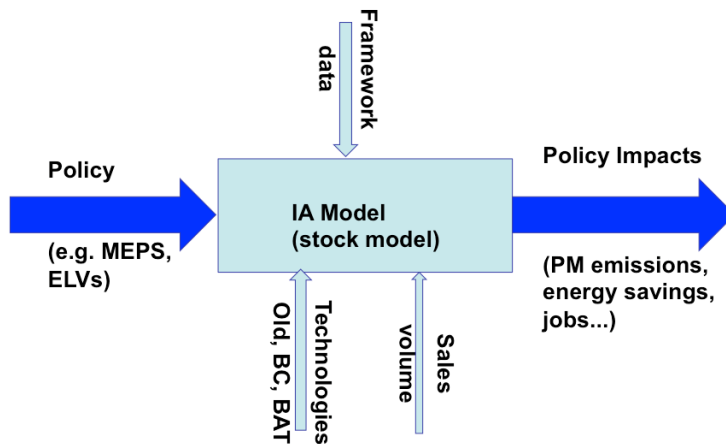 Framework
data
Policy
(e.g. MEPS,
ELVs)
IA Model
(stock model)
Policy Impacts
(PM emissions,
energy savings,
jobs...)
Technologies
Old, BC, BAT
Sales
volume